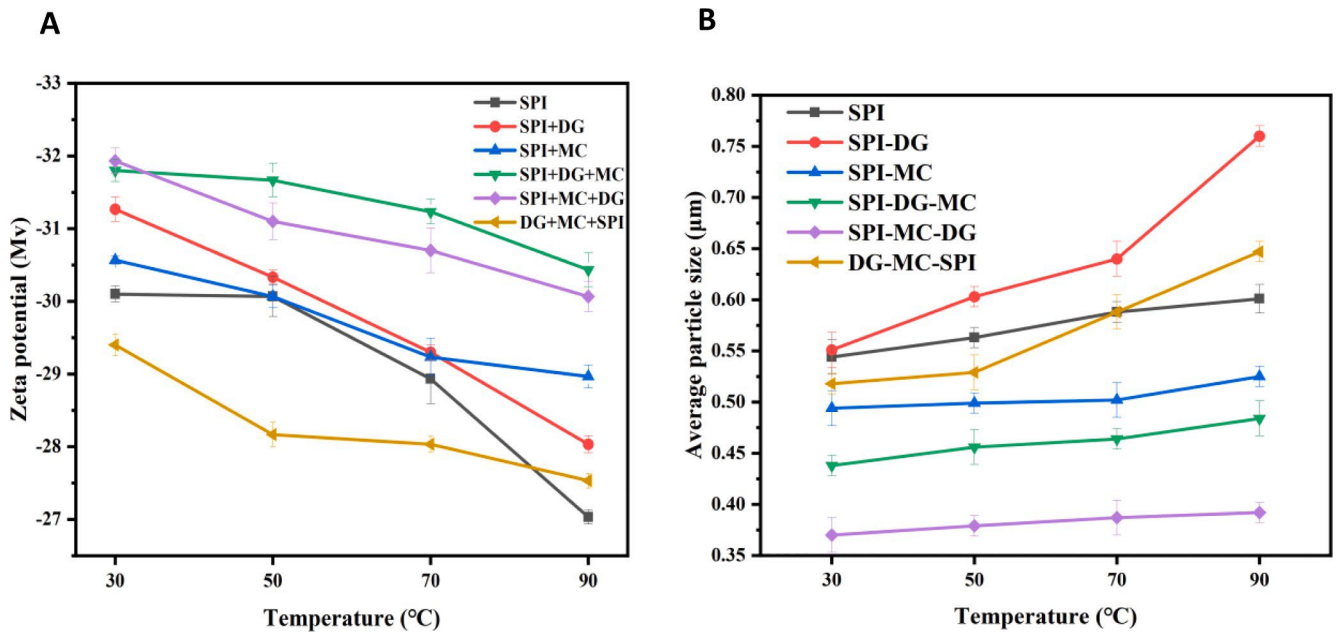 A
Zeta potential (Mv)
-33
-32
-31
-30
-29
-28
-27
SPI
SPI+DG
SPI+MC
SPI+DG+MC
SPI+MC+DG
DG+MC+SPI
30
50
70
90
Temperature (℃)
B
Average particle size (μm)
0.80
0.75
0.70
0.65
0.60
0.55
0.50
0.45
0.40
0.35
SPI
SPI-DG
SPI-MC
SPI-DG-MC
SPI-MC-DG
DG-MC-SPI
30
50
70
90
Temperature (℃)